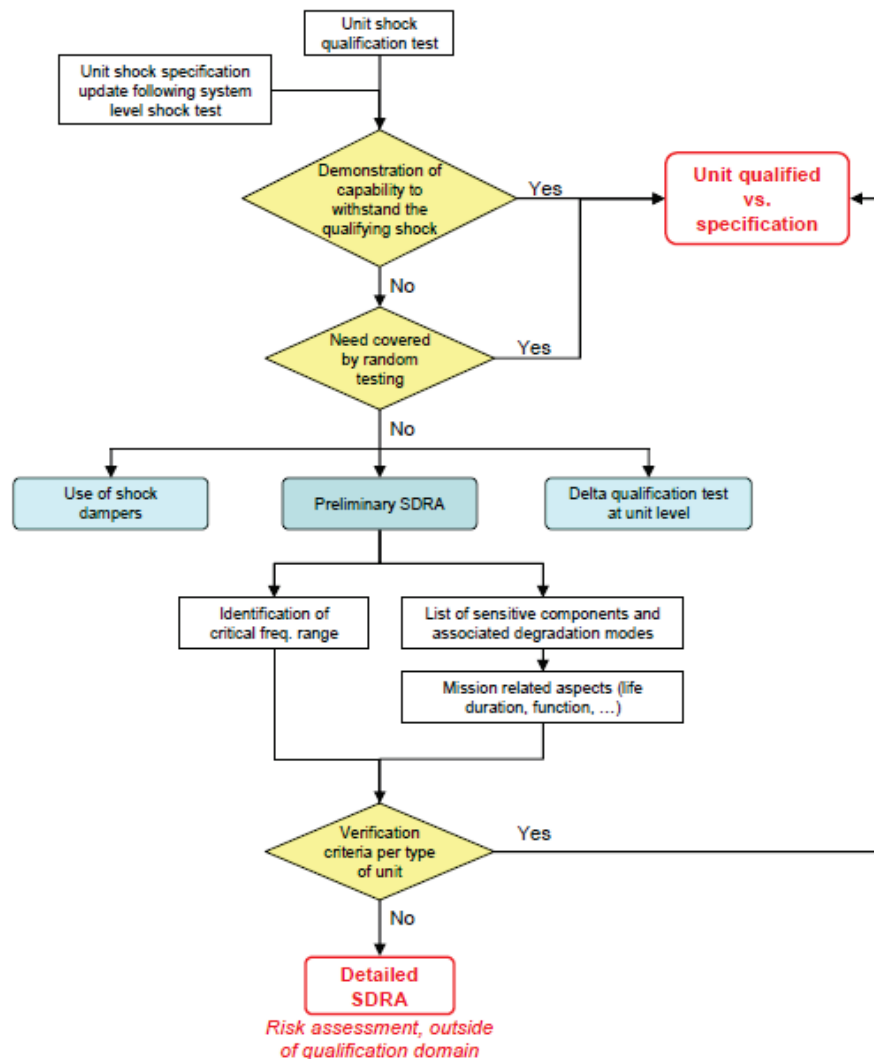 Unit shock
qualification test
Unit shock specification
update following system
level shock test
Demonstration of
capability to
withstand the
qualifying shock
Yes
Unit qualified
vs.
specification
No
Need covered
by random
testing
Yes
No
Use of shock
dampers
Preliminary SDRA
Delta qualification test
at unit level
Identification of
critical freq. range
List of sensitive components and
associated degradation modes
Mission related aspects (life
duration, function, …)
Verification
criteria per type
of unit
Yes
No
Detailed
SDRA
Risk assessment, outside
of qualification domain